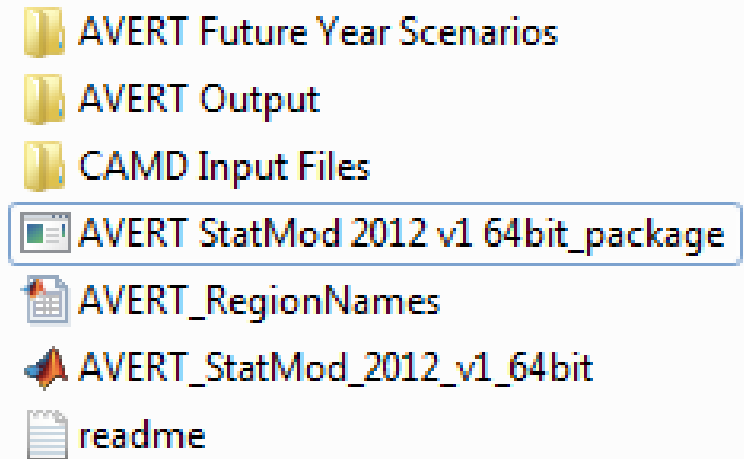 AVERT Future Year Scenarios
AVERT Output
CAMD Input Files
AVERT StatMod 2012 v1 64bit_package
AVERT_RegionNames
AVERT_StatMod_2012_v1_64bit
readme